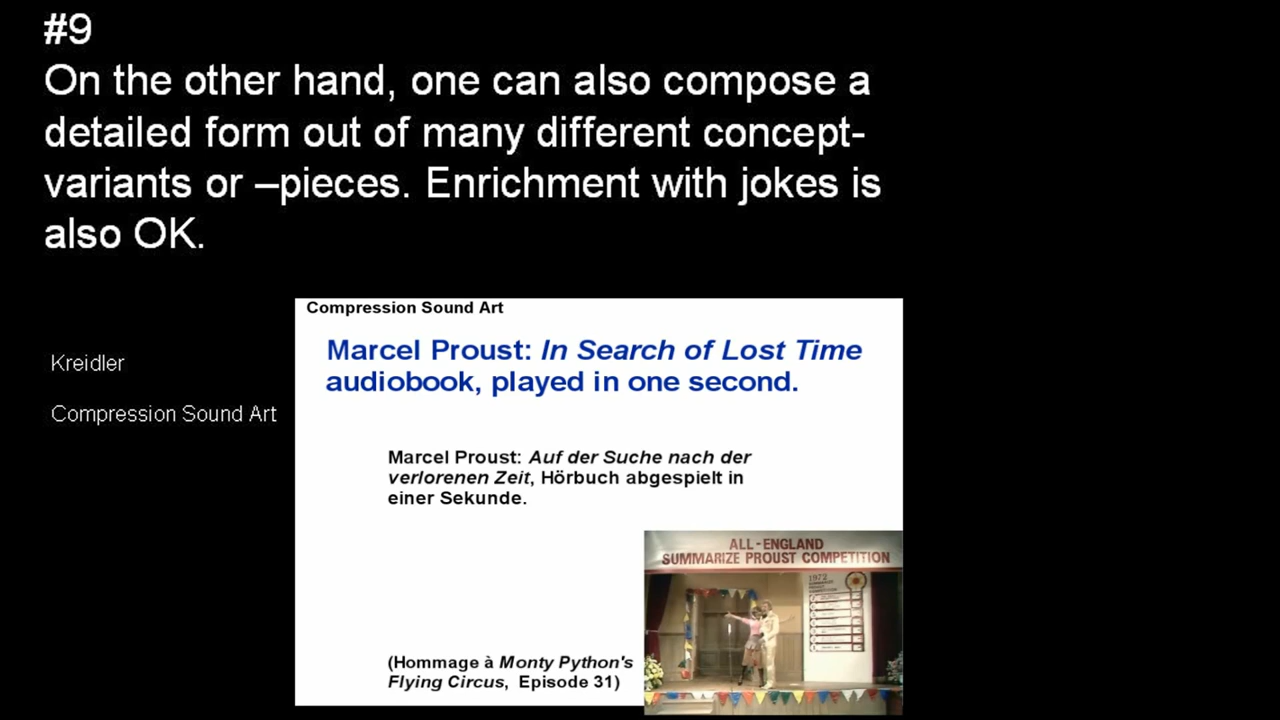 #9
On the other hand, one can also compose a
detailed form out of many different concept-
variants or –pieces. Enrichment with jokes is
also OK.
Kreidler
Compression Sound Art
Compression Sound Art
Marcel Proust: In Search of Lost Time
audiobook, played in one second.
Marcel Proust: Auf der Suche nach der
verlorenen Zeit, Hörbuch abgespielt in
einer Sekunde.
(Hommage à Monty Python's
Flying Circus, Episode 31)
ALL-ENGLAND
SUMMARIZE PROUST COMPETITION
1972